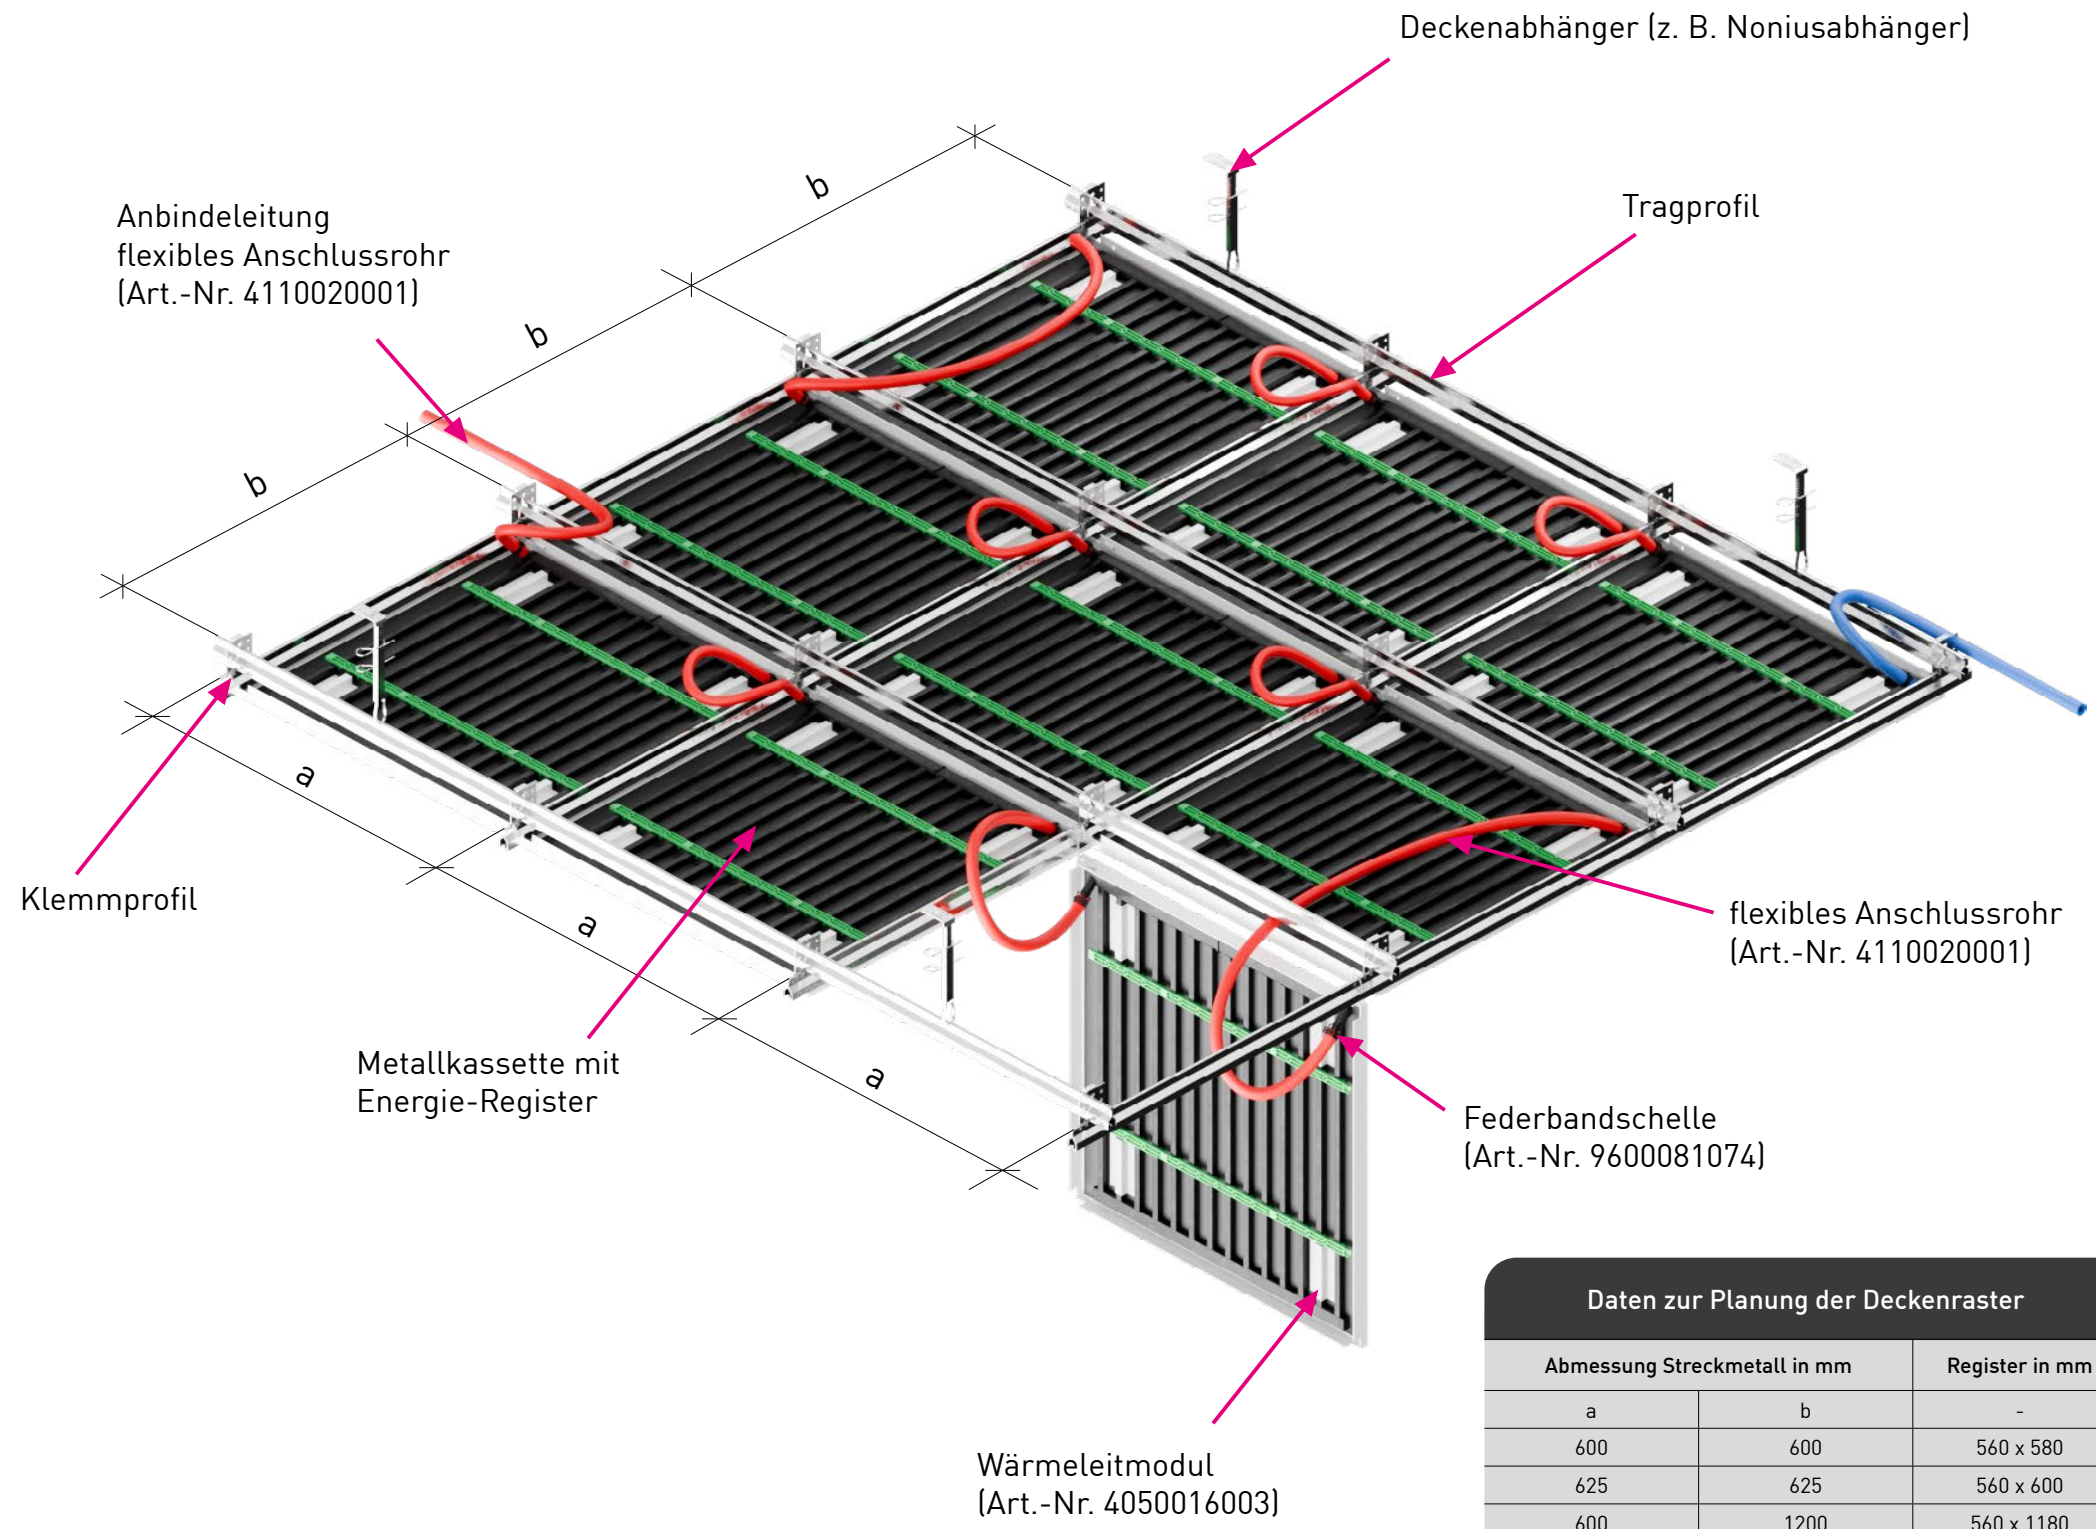 Deckenabhänger (z. B. Noniusabhänger)
Tragprofil
Anbindeleitung
flexibles Anschlussrohr
(Art.-Nr. 4110020001)
b
b
b
a
a
a
Klemmprofil
Metallkassette mit
Energie-Register
flexibles Anschlussrohr
(Art.-Nr. 4110020001)
Federbandschelle
(Art.-Nr. 9600081074)
Wärmeleitmodul
(Art.-Nr. 4050016003)
Daten zur Planung der Deckenraster
Abmessung Streckmetall in mm Register in mm
a b -
600 600 560 x 580
625 625 560 x 600
600 1200 560 x 1180